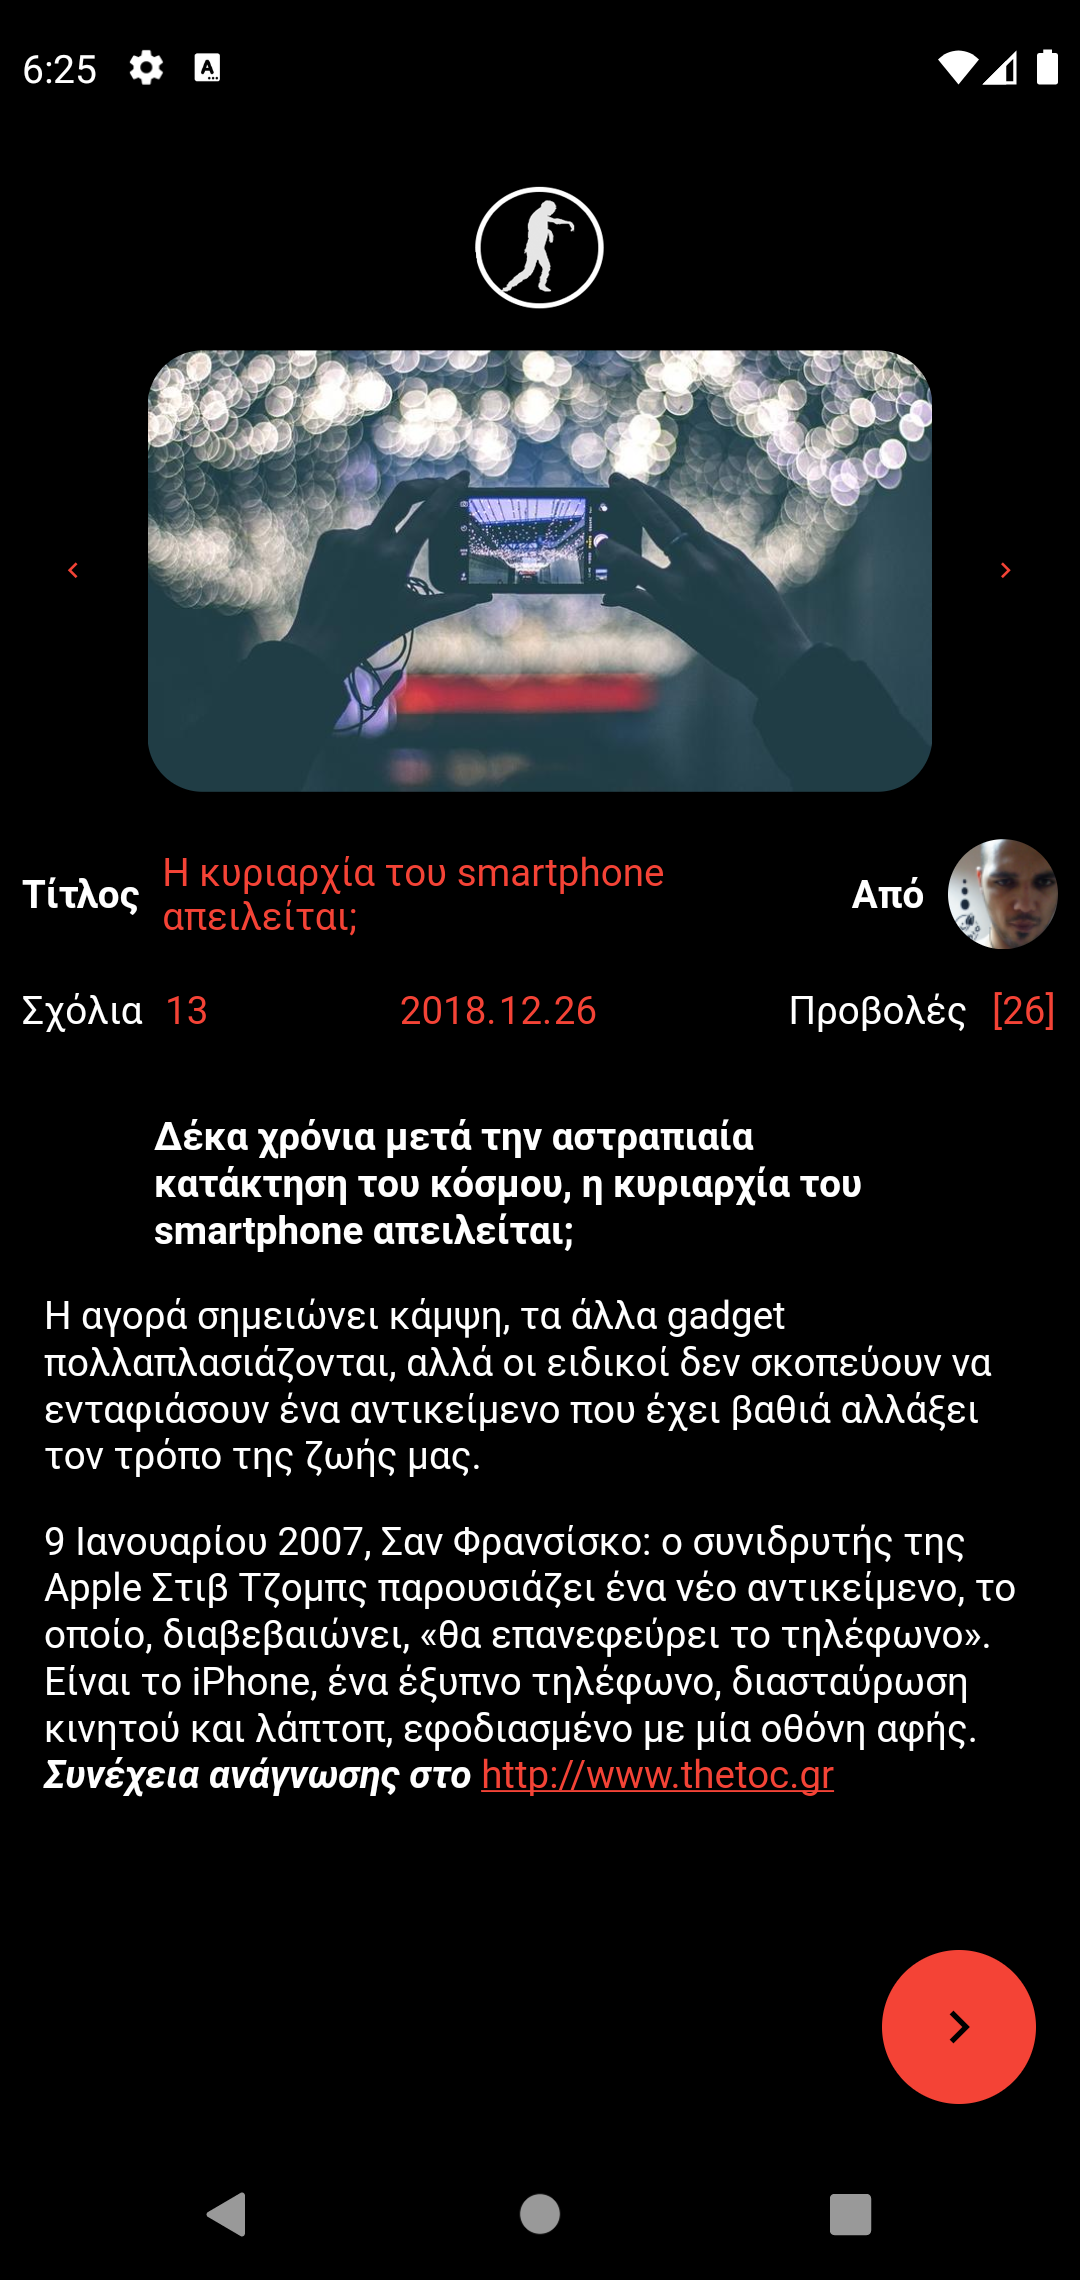 6:25
Τίτλος
Η κυριαρχία του smartphone
απειλείται;
Από
Σχόλια 13
2018.12.26
Προβολές [26]
Δέκα χρόνια μετά την αστραπιαία
κατάκτηση του κόσμου, η κυριαρχία του
smartphone απειλείται;
Η αγορά σημειώνει κάμψη, τα άλλα gadget
πολλαπλασιάζονται, αλλά οι ειδικοί δεν σκοπεύουν να
ενταφιάσουν ένα αντικείμενο που έχει βαθιά αλλάξει
τον τρόπο της ζωής μας.
9 Ιανουαρίου 2007, Σαν Φρανσίσκο: ο συνιδρυτής της
Apple Στιβ Τζομπς παρουσιάζει ένα νέο αντικείμενο, το
οποίο, διαβεβαιώνει, «θα επανεφεύρει το τηλέφωνο».
Είναι το iPhone, ένα έξυπνο τηλέφωνο, διασταύρωση
κινητού και λάπτοπ, εφοδιασμένο με μία οθόνη αφής.
Συνέχεια ανάγνωσης στο http://www.thetoc.gr